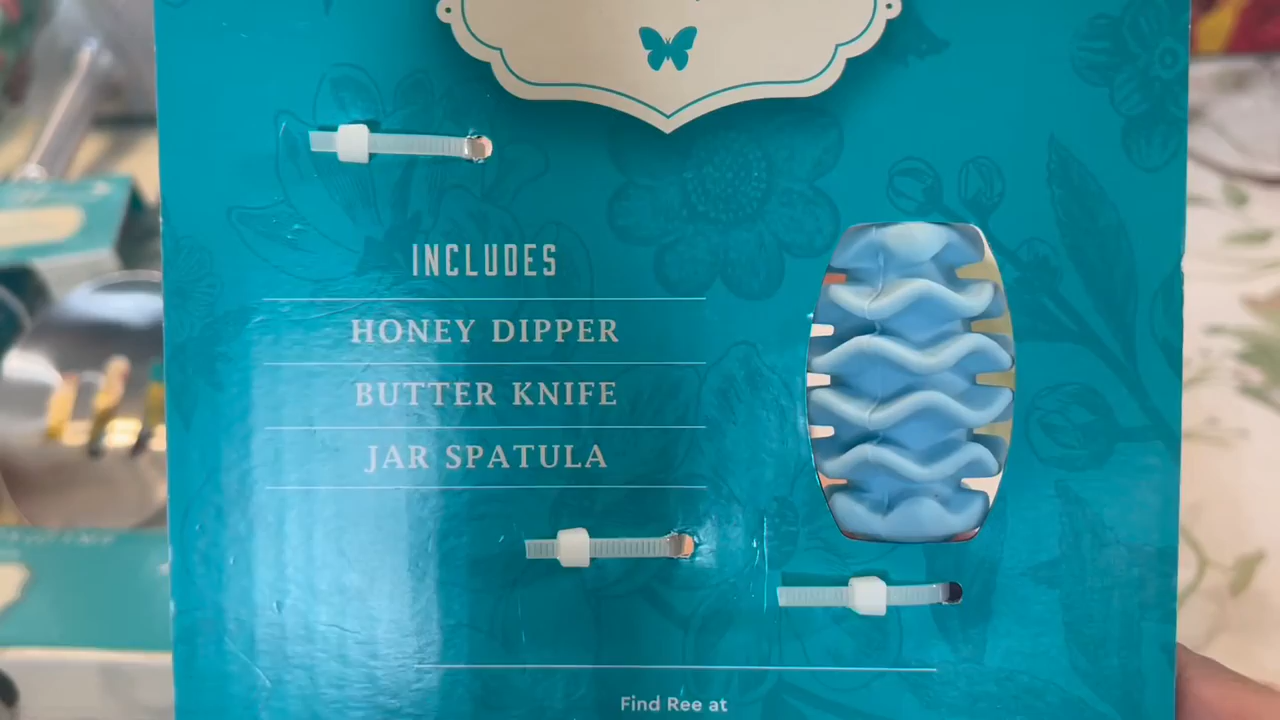 INCLUDES
HONEY DIPPER
BUTTER KNIFE
JAR SPATULA
Find Ree at